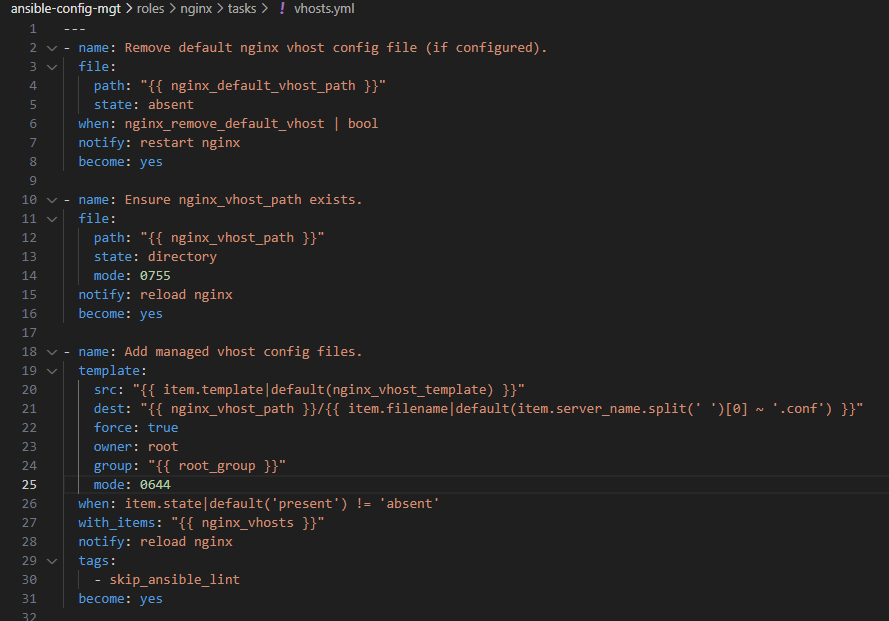 ansible-config-mgt > roles > nginx > tasks > ! vhosts.yml
1 ---
2 - name: Remove default nginx vhost config file (if configured).
3   file:
4     path: "{{ nginx_default_vhost_path }}"
5     state: absent
6   when: nginx_remove_default_vhost | bool
7   notify: restart nginx
8   become: yes
9
10 - name: Ensure nginx_vhost_path exists.
11   file:
12     path: "{{ nginx_vhost_path }}"
13     state: directory
14     mode: 0755
15   notify: reload nginx
16   become: yes
17
18 - name: Add managed vhost config files.
19   template:
20     src: "{{ item.template|default(nginx_vhost_template) }}"
21     dest: "{{ nginx_vhost_path }}/{{ item.filename|default(item.server_name.split(' ')[0] ~ '.conf') }}"
22     force: true
23     owner: root
24     group: "{{ root_group }}"
25     mode: 0644
26   when: item.state|default('present') != 'absent'
27   with_items: "{{ nginx_vhosts }}"
28   notify: reload nginx
29   tags:
30     - skip_ansible_lint
31   become: yes
32